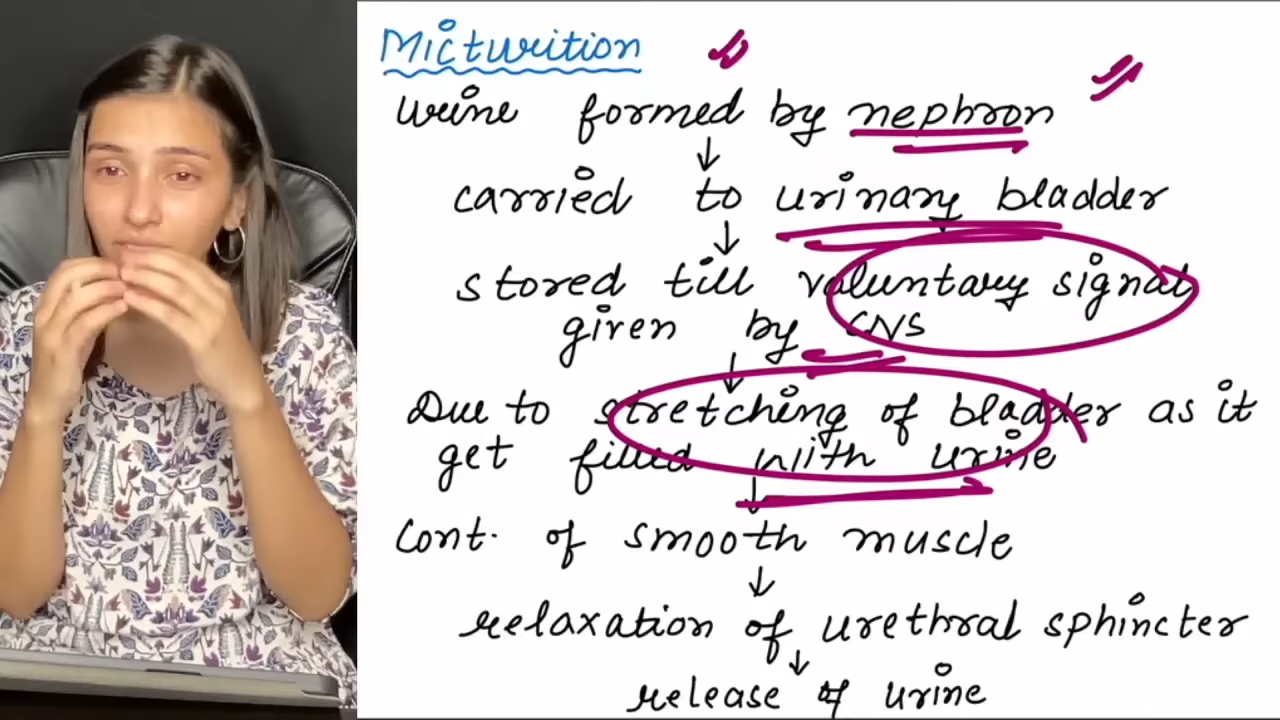 Micturition
Urine formed by nephron
↓
carried to urinary bladder
↓
stored till voluntary signal
given by CNS
↓
Due to stretching of bladder as it
get filled with urine
↓
cont. of smooth muscle
↓
relaxation of urethral sphincter
↓
release of urine